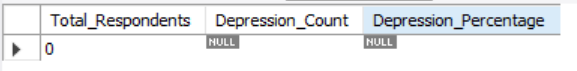 Total_Respondents Depression_Count Depression_Percentage
0 NULL NULL